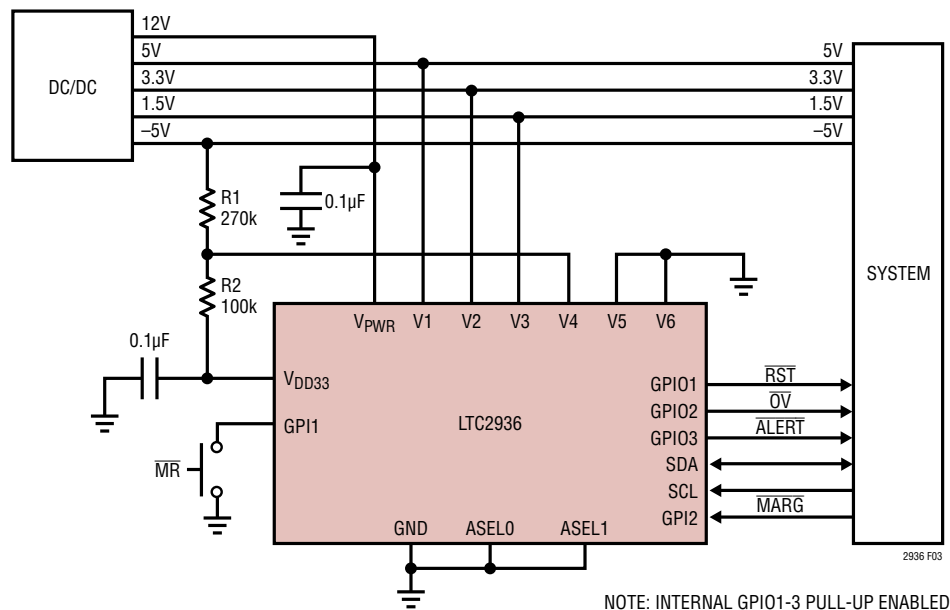 12V
5V
5V
3.3V
3.3V
DC/DC
1.5V
1.5V
–5V
–5V
R1
270k
0.1µF
SYSTEM
R2
100k
VPWR V1 V2 V3 V4 V5 V6
0.1µF
VDD33
GPIO1
RST
GPIO2
OV
GPI1
LTC2936
GPIO3
ALERT
MR
SDA
SCL
GPI2
MARG
GND ASEL0 ASEL1
2936 F03
NOTE: INTERNAL GPIO1-3 PULL-UP ENABLED